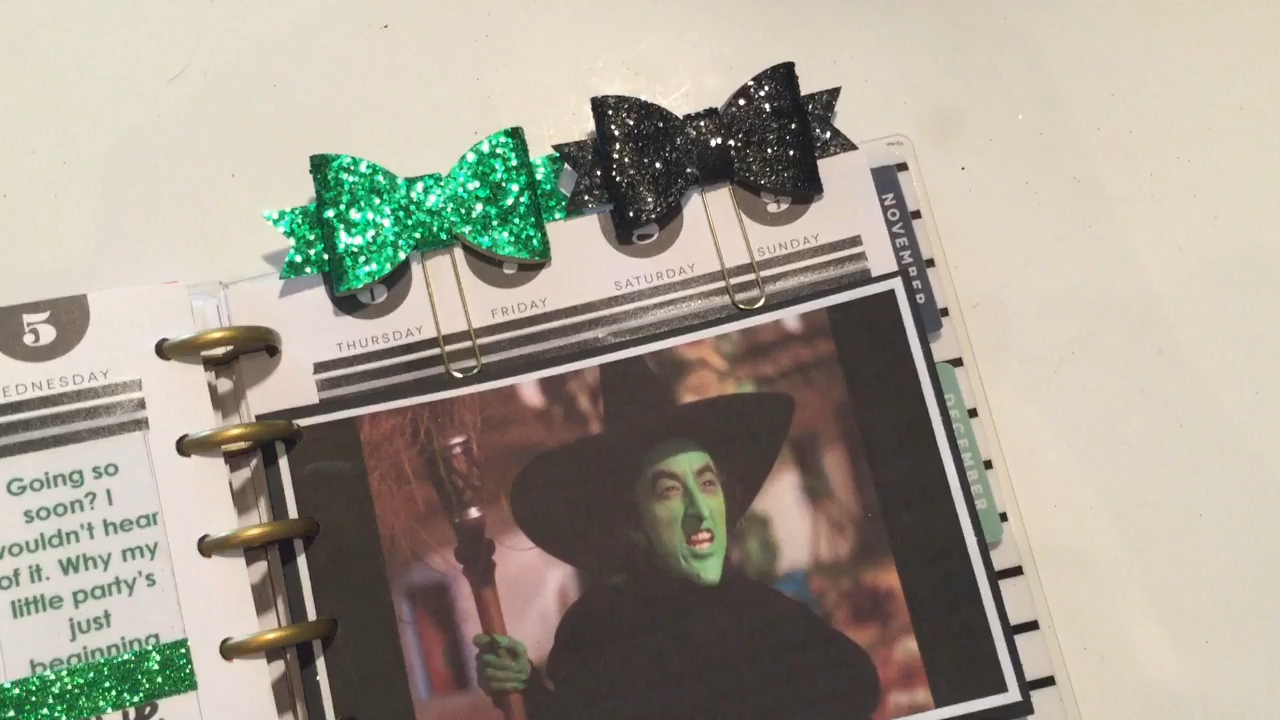 5
EDNESDAY
Going so
soon? I
wouldn't hear
of it. Why my
little party's
just
beginning
THURSDAY
FRIDAY
SATURDAY
SUNDAY
NOVEMBER
DECEMBER